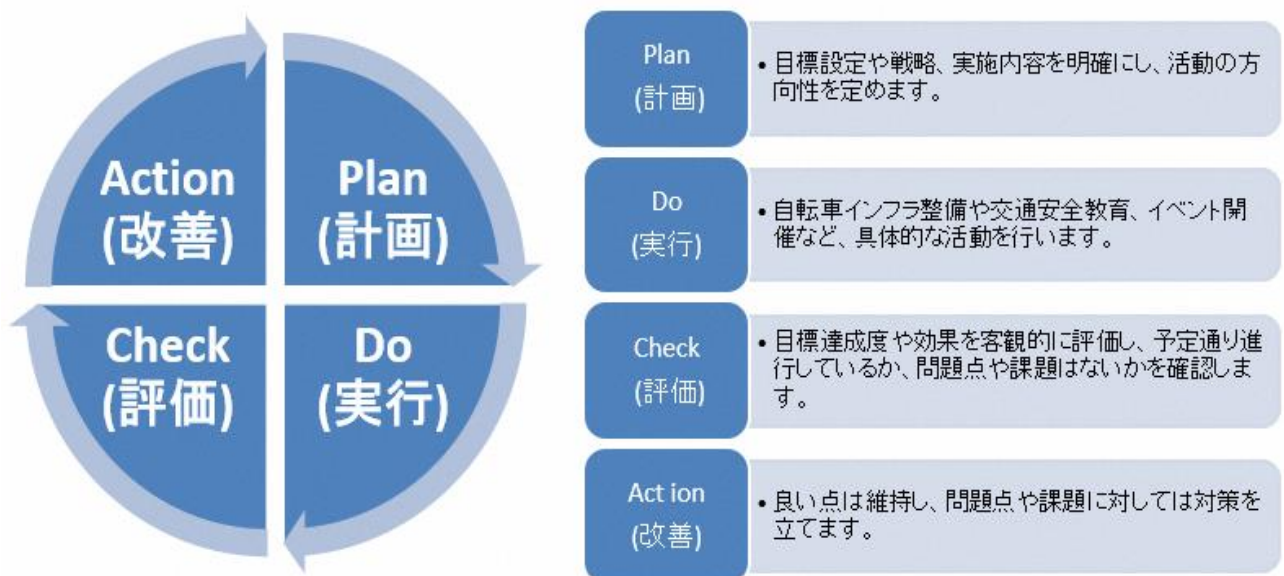 Action
(改善)
Plan
(計画)
Check
(評価)
Do
(実行)
Plan
(計画)
• 目標設定や戦略、実施内容を明確にし、活動の方
向性を定めます。
Do
(実行)
• 自転車インフラ整備や交通安全教育、イベント開
催など、具体的な活動を行います。
Check
(評価)
• 目標達成度や効果を客観的に評価し、予定通り進
行しているか、問題点や課題はないかを確認しま
す。
Act ion
(改善)
• 良い点は維持し、問題点や課題に対しては対策を
立てます。